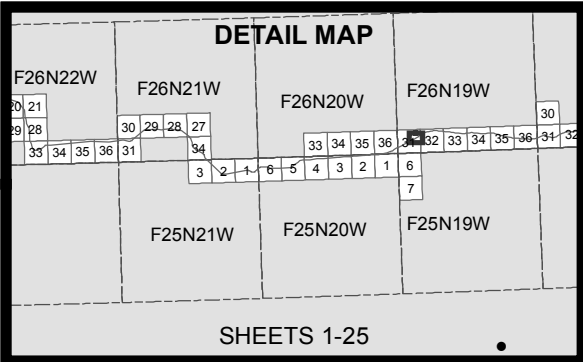 DETAIL MAP
F26N22W
F26N21W
F26N20W
F26N19W
20 21
30
29 28
30 29 28 27
31 32
33 34 35 36 31
34
33 34 35 36 31 32 33 34 35 36
3 2 1 6 5 4 3 2 1 6
7
F25N21W
F25N20W
F25N19W
SHEETS 1-25